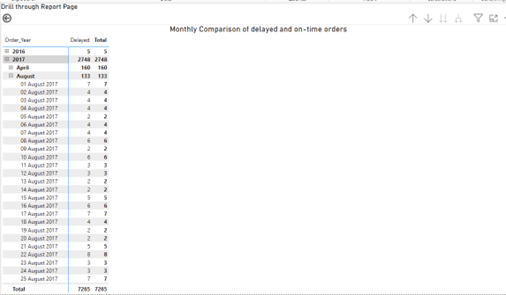 Drill through Report Page
Monthly Comparison of delayed and on-time orders
Order_Year Delayed Total
2016 5 5
2017 2748 2748
April 160 160
August 133 133
01 August 2017 7 7
02 August 2017 4 4
03 August 2017 4 4
04 August 2017 4 4
05 August 2017 2 2
06 August 2017 4 4
07 August 2017 4 4
08 August 2017 6 6
09 August 2017 2 2
10 August 2017 6 6
11 August 2017 3 3
12 August 2017 3 3
13 August 2017 2 2
14 August 2017 2 2
15 August 2017 5 5
16 August 2017 6 6
17 August 2017 7 7
18 August 2017 4 4
19 August 2017 2 2
20 August 2017 2 2
21 August 2017 5 5
22 August 2017 8 8
23 August 2017 3 3
24 August 2017 3 3
25 August 2017 7 7
Total 7265 7265